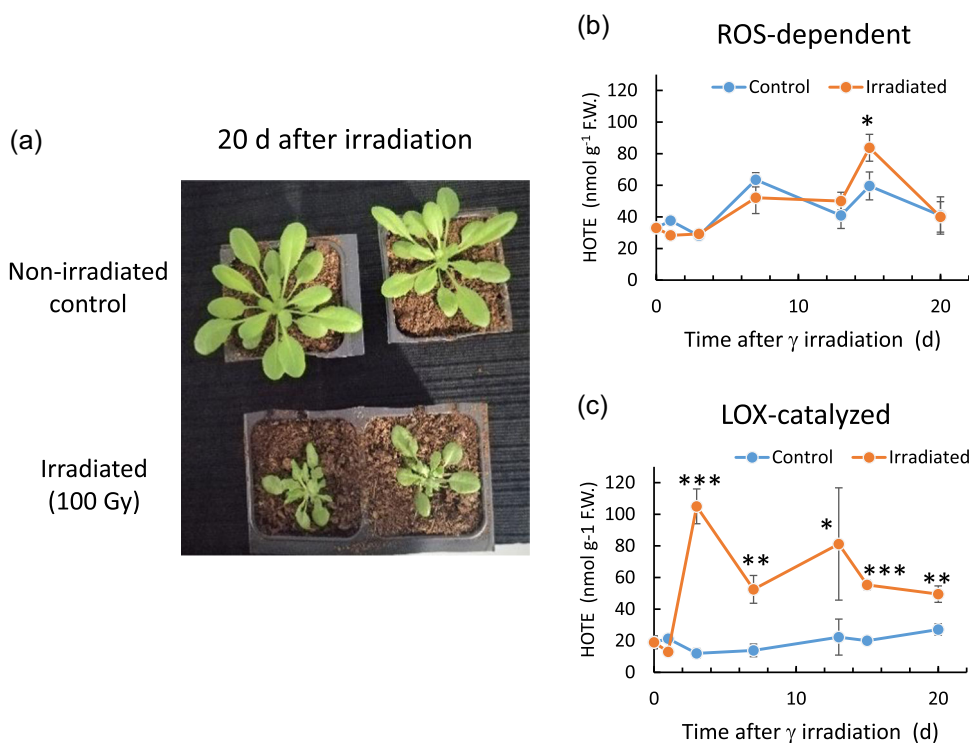 (a)
20 d after irradiation
Non-irradiated
control
Irradiated
(100 Gy)
(b)
ROS-dependent
Control
Irradiated
HOTE (nmol g⁻¹ F.W.)
120
100
80
60
40
20
0
*
0
10
20
Time after γ irradiation (d)
(c)
LOX-catalyzed
Control
Irradiated
HOTE (nmol g-1 F.W.)
120
100
80
60
40
20
0
***
**
*
***
**
0
10
20
Time after γ irradiation (d)